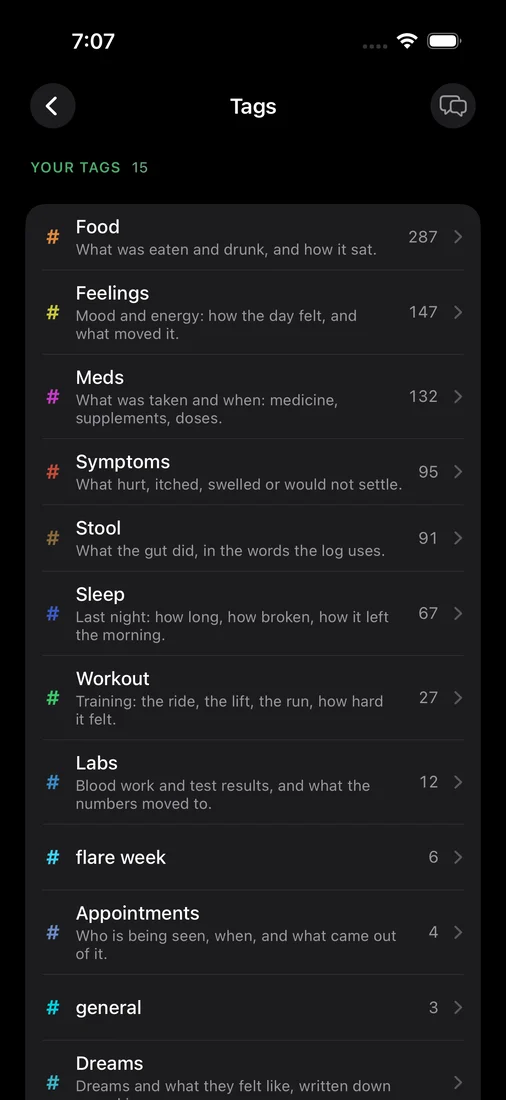 7:07
Tags
YOUR TAGS 15
# Food
What was eaten and drunk, and how it sat.
287
# Feelings
Mood and energy: how the day felt, and
what moved it.
147
# Meds
What was taken and when: medicine,
supplements, doses.
132
# Symptoms
What hurt, itched, swelled or would not settle.
95
# Stool
What the gut did, in the words the log uses.
91
# Sleep
Last night: how long, how broken, how it left
the morning.
67
# Workout
Training: the ride, the lift, the run, how hard
it felt.
27
# Labs
Blood work and test results, and what the
numbers moved to.
12
# flare week
6
# Appointments
Who is being seen, when, and what came out
of it.
4
# general
3
# Dreams
Dreams and what they felt like, written down